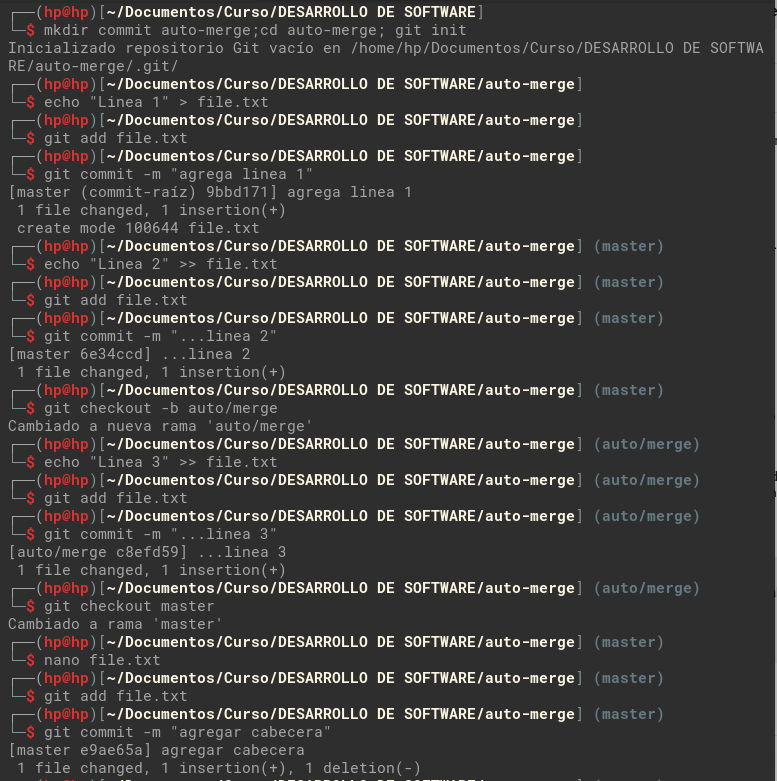 ┌──(hp@hp)[~/Documentos/Curso/DESARROLLO DE SOFTWARE]
└─$ mkdir commit auto-merge;cd auto-merge; git init
Inicializado repositorio Git vacío en /home/hp/Documentos/Curso/DESARROLLO DE SOFTWA
RE/auto-merge/.git/
┌──(hp@hp)[~/Documentos/Curso/DESARROLLO DE SOFTWARE/auto-merge]
└─$ echo "Linea 1" > file.txt
┌──(hp@hp)[~/Documentos/Curso/DESARROLLO DE SOFTWARE/auto-merge]
└─$ git add file.txt
┌──(hp@hp)[~/Documentos/Curso/DESARROLLO DE SOFTWARE/auto-merge]
└─$ git commit -m "agrega linea 1"
[master (commit-raíz) 9bbd171] agrega linea 1
 1 file changed, 1 insertion(+)
 create mode 100644 file.txt
┌──(hp@hp)[~/Documentos/Curso/DESARROLLO DE SOFTWARE/auto-merge] (master)
└─$ echo "Linea 2" >> file.txt
┌──(hp@hp)[~/Documentos/Curso/DESARROLLO DE SOFTWARE/auto-merge] (master)
└─$ git add file.txt
┌──(hp@hp)[~/Documentos/Curso/DESARROLLO DE SOFTWARE/auto-merge] (master)
└─$ git commit -m "...linea 2"
[master 6e34ccd] ...linea 2
 1 file changed, 1 insertion(+)
┌──(hp@hp)[~/Documentos/Curso/DESARROLLO DE SOFTWARE/auto-merge] (master)
└─$ git checkout -b auto/merge
Cambiado a nueva rama 'auto/merge'
┌──(hp@hp)[~/Documentos/Curso/DESARROLLO DE SOFTWARE/auto-merge] (auto/merge)
└─$ echo "Linea 3" >> file.txt
┌──(hp@hp)[~/Documentos/Curso/DESARROLLO DE SOFTWARE/auto-merge] (auto/merge)
└─$ git add file.txt
┌──(hp@hp)[~/Documentos/Curso/DESARROLLO DE SOFTWARE/auto-merge] (auto/merge)
└─$ git commit -m "...linea 3"
[auto/merge c8efd59] ...linea 3
 1 file changed, 1 insertion(+)
┌──(hp@hp)[~/Documentos/Curso/DESARROLLO DE SOFTWARE/auto-merge] (auto/merge)
└─$ git checkout master
Cambiado a rama 'master'
┌──(hp@hp)[~/Documentos/Curso/DESARROLLO DE SOFTWARE/auto-merge] (master)
└─$ nano file.txt
┌──(hp@hp)[~/Documentos/Curso/DESARROLLO DE SOFTWARE/auto-merge] (master)
└─$ git add file.txt
┌──(hp@hp)[~/Documentos/Curso/DESARROLLO DE SOFTWARE/auto-merge] (master)
└─$ git commit -m "agregar cabecera"
[master e9ae65a] agregar cabecera
 1 file changed, 1 insertion(+), 1 deletion(-)